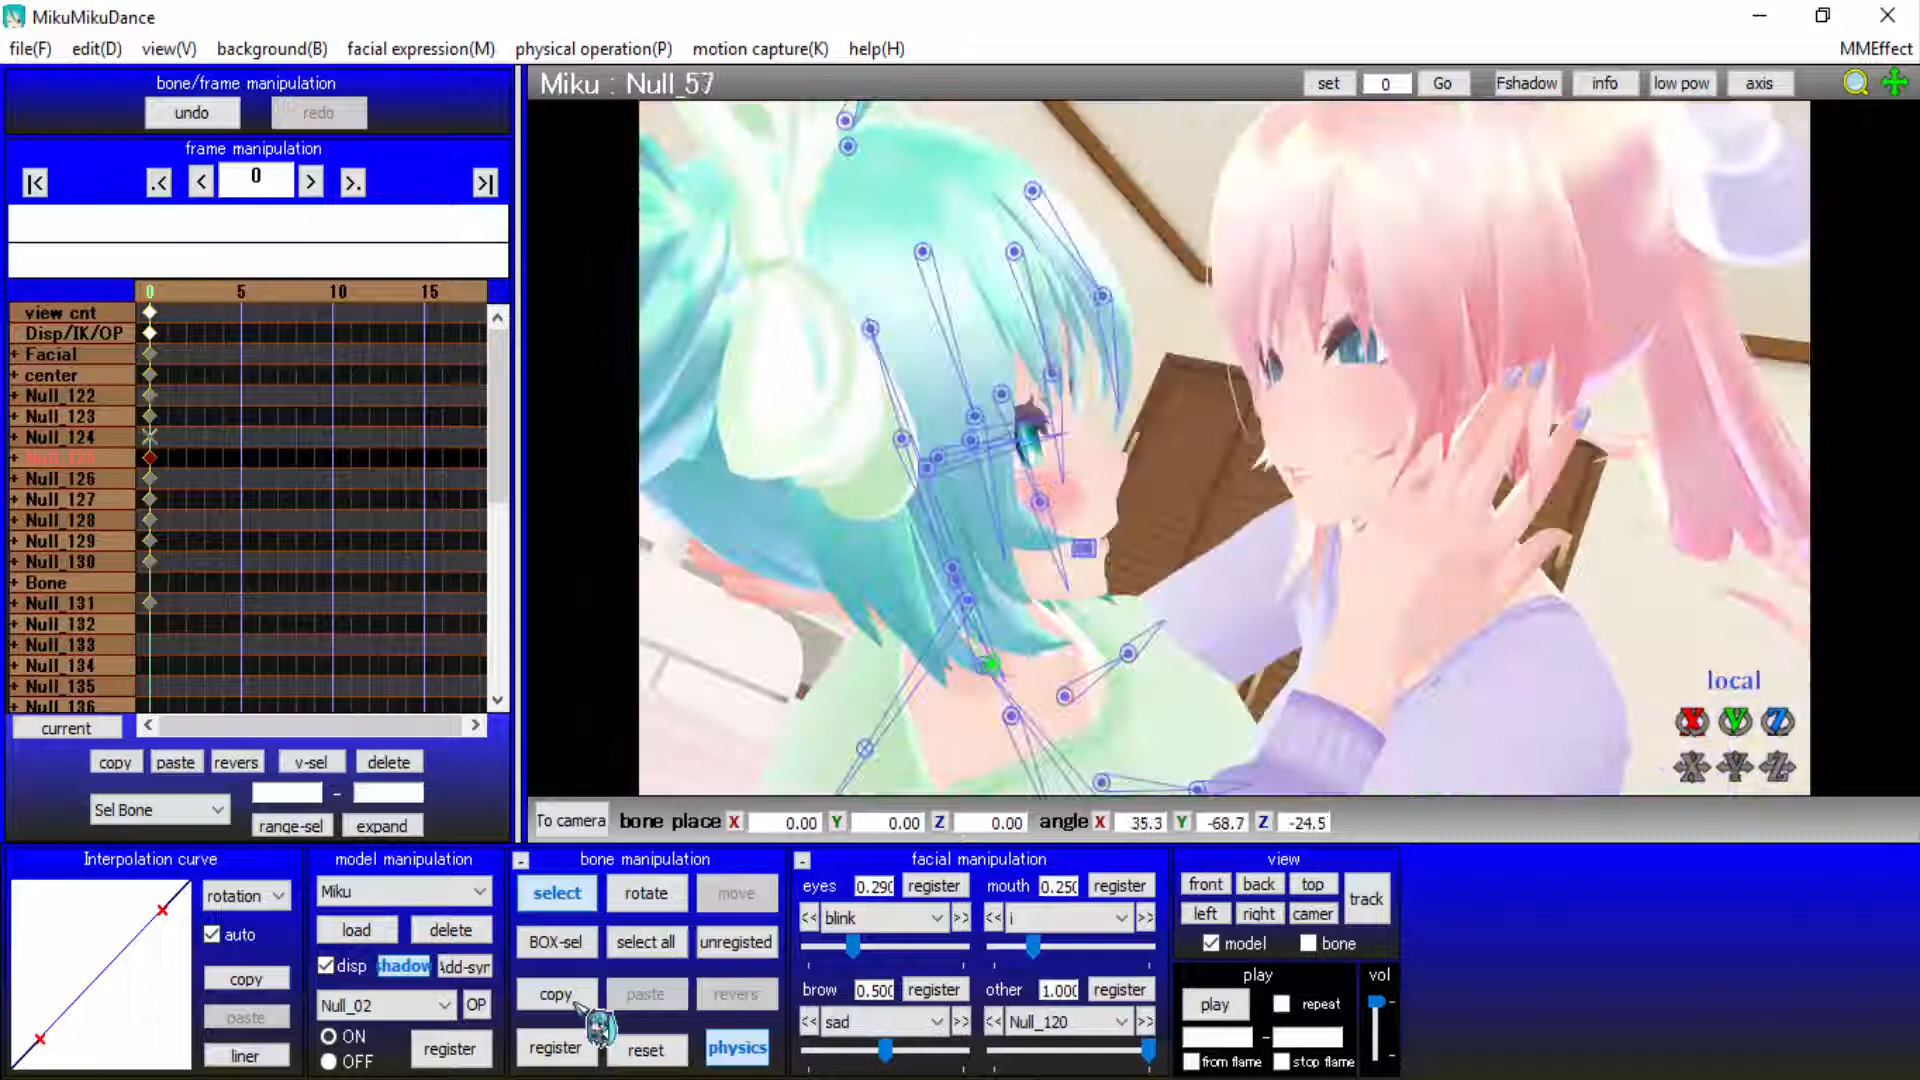 MikuMikuDance
file(F) edit(D) view(V) background(B) facial expression(M) physical operation(P) motion capture(K) help(H) MMEffect
bone/frame manipulation
undo redo
frame manipulation
|< .< < 0 > >. >|
Miku : Null_57
set 0 Go Fshadow info low pow axis
0 5 10 15
view cnt
Disp/IK/OP
+ Facial
+ center
+ Null_122
+ Null_123
+ Null_124
+ Null_125
+ Null_126
+ Null_127
+ Null_128
+ Null_129
+ Null_130
+ Bone
+ Null_131
+ Null_132
+ Null_133
+ Null_134
+ Null_135
+ Null_136
current < >
copy paste revers v-sel delete
Sel Bone -
range-sel expand
local
X Y Z
X Y Z
To camera bone place X 0.00 Y 0.00 Z 0.00 angle X 35.3 Y -68.7 Z -24.5
Interpolation curve
rotation
auto
copy
paste
liner
model manipulation
Miku
load delete
disp shadow Add-syn
Null_02 OP
ON
OFF
register
- bone manipulation
select rotate move
BOX-sel select all unregisted
copy paste revers
register reset physics
- facial manipulation
eyes 0.290 register mouth 0.250 register
<< blink >> << i >>
brow 0.500 register other 1.000 register
<< sad >> << Null_120 >>
view
front back top
left right camer
track
model bone
play
play repeat
-
from flame stop flame
vol